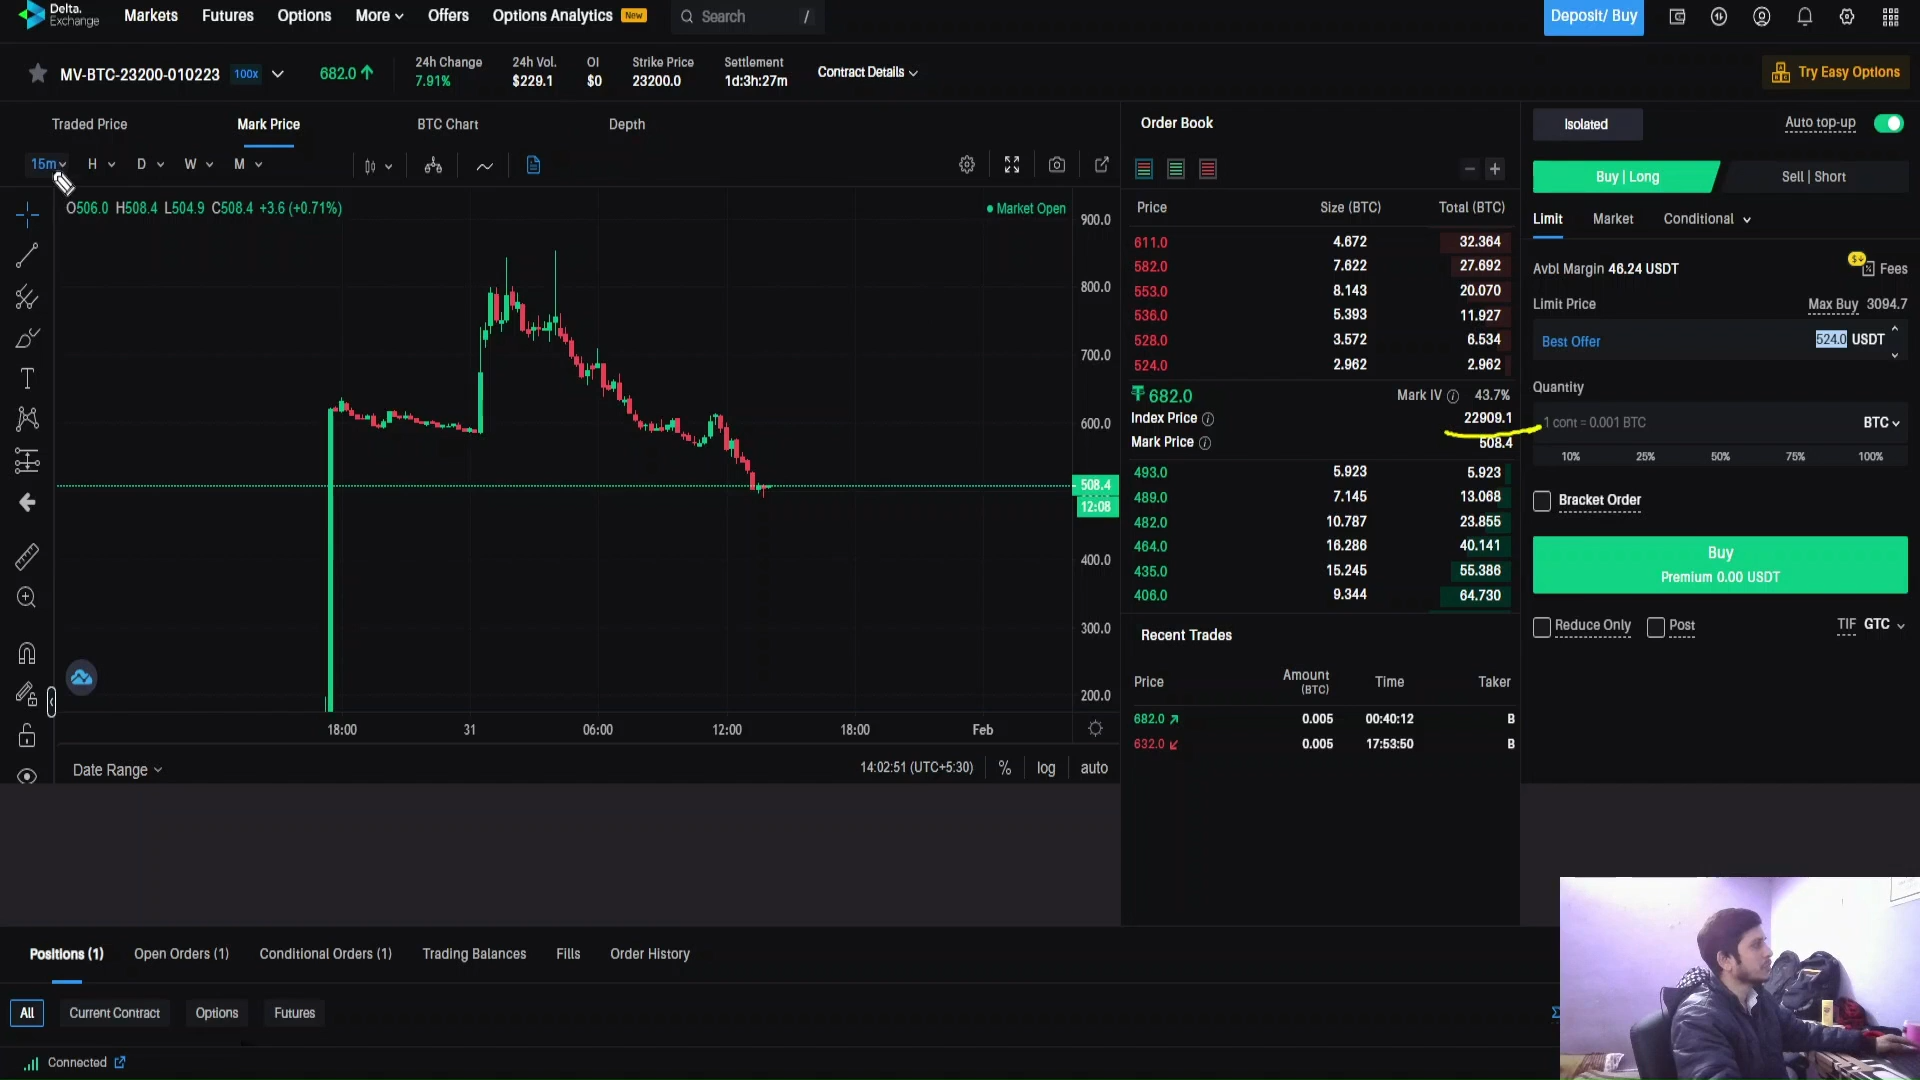 Delta. Exchange
Markets Futures Options More Offers Options Analytics New Search / Deposit/ Buy
MV-BTC-23200-010223 100x 682.0
24h Change 24h Vol. OI Strike Price Settlement Contract Details
7.91% $229.1 $0 23200.0 1d:3h:27m
Try Easy Options
Traded Price Mark Price BTC Chart Depth
15m H D W M
O506.0 H508.4 L504.9 C508.4 +3.6 (+0.71%)
Market Open
900.0
800.0
700.0
600.0
508.4
12:08
400.0
300.0
200.0
18:00 31 06:00 12:00 18:00 Feb
Date Range 14:02:51 (UTC+5:30) % log auto
Order Book
Price Size (BTC) Total (BTC)
611.0 4.672 32.364
582.0 7.622 27.692
553.0 8.143 20.070
536.0 5.393 11.927
528.0 3.572 6.534
524.0 2.962 2.962
682.0 Mark IV 43.7%
Index Price 22909.1
Mark Price 508.4
493.0 5.923 5.923
489.0 7.145 13.068
482.0 10.787 23.855
464.0 16.286 40.141
435.0 15.245 55.386
406.0 9.344 64.730
Recent Trades
Price Amount (BTC) Time Taker
682.0 0.005 00:40:12 B
632.0 0.005 17:53:50 B
Isolated Auto top-up
Buy | Long Sell | Short
Limit Market Conditional
Avbl Margin 46.24 USDT Fees
Limit Price Max Buy 3094.7
Best Offer 524.0 USDT
Quantity
1 cont = 0.001 BTC BTC
10% 25% 50% 75% 100%
Bracket Order
Buy
Premium 0.00 USDT
Reduce Only Post TIF GTC
Positions (1) Open Orders (1) Conditional Orders (1) Trading Balances Fills Order History
All Current Contract Options Futures
Connected